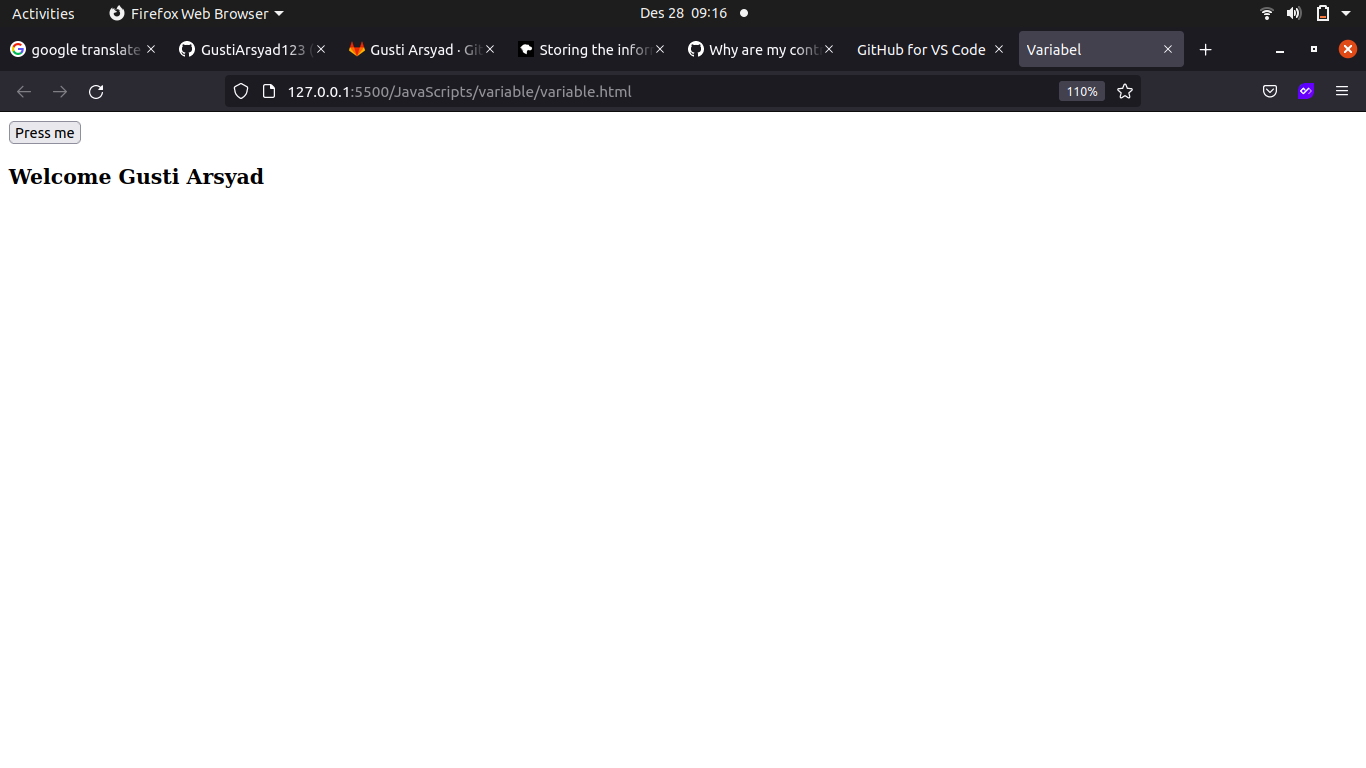 Activities Firefox Web Browser Des 28 09:16
google translate GustiArsyad123 ( Gusti Arsyad · Git Storing the inforr Why are my cont GitHub for VS Code Variabel
127.0.0.1:5500/JavaScripts/variable/variable.html 110%
Press me
Welcome Gusti Arsyad